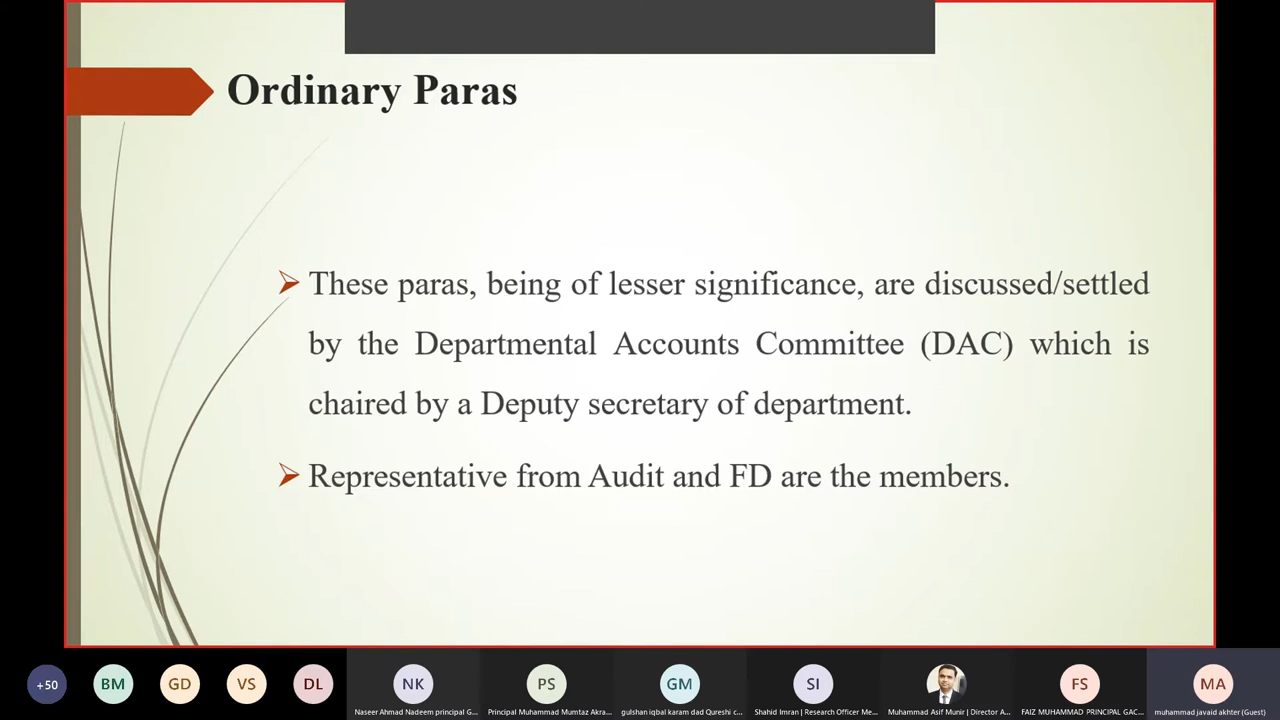 Ordinary Paras
These paras, being of lesser significance, are discussed/settled
by the Departmental Accounts Committee (DAC) which is
chaired by a Deputy secretary of department.
Representative from Audit and FD are the members.
+50 BM GD VS DL NK PS GM SI FS MA
Naseer Ahmad Nadeem principal G... Principal Muhammad Mumtaz Akra... gulshan iqbal karam dad Qureshi c... Shahid Imran | Research Officer Me... Muhammad Asif Munir | Director A... FAIZ MUHAMMAD PRINCIPAL GAC... muhammad javaid akhter (Guest)